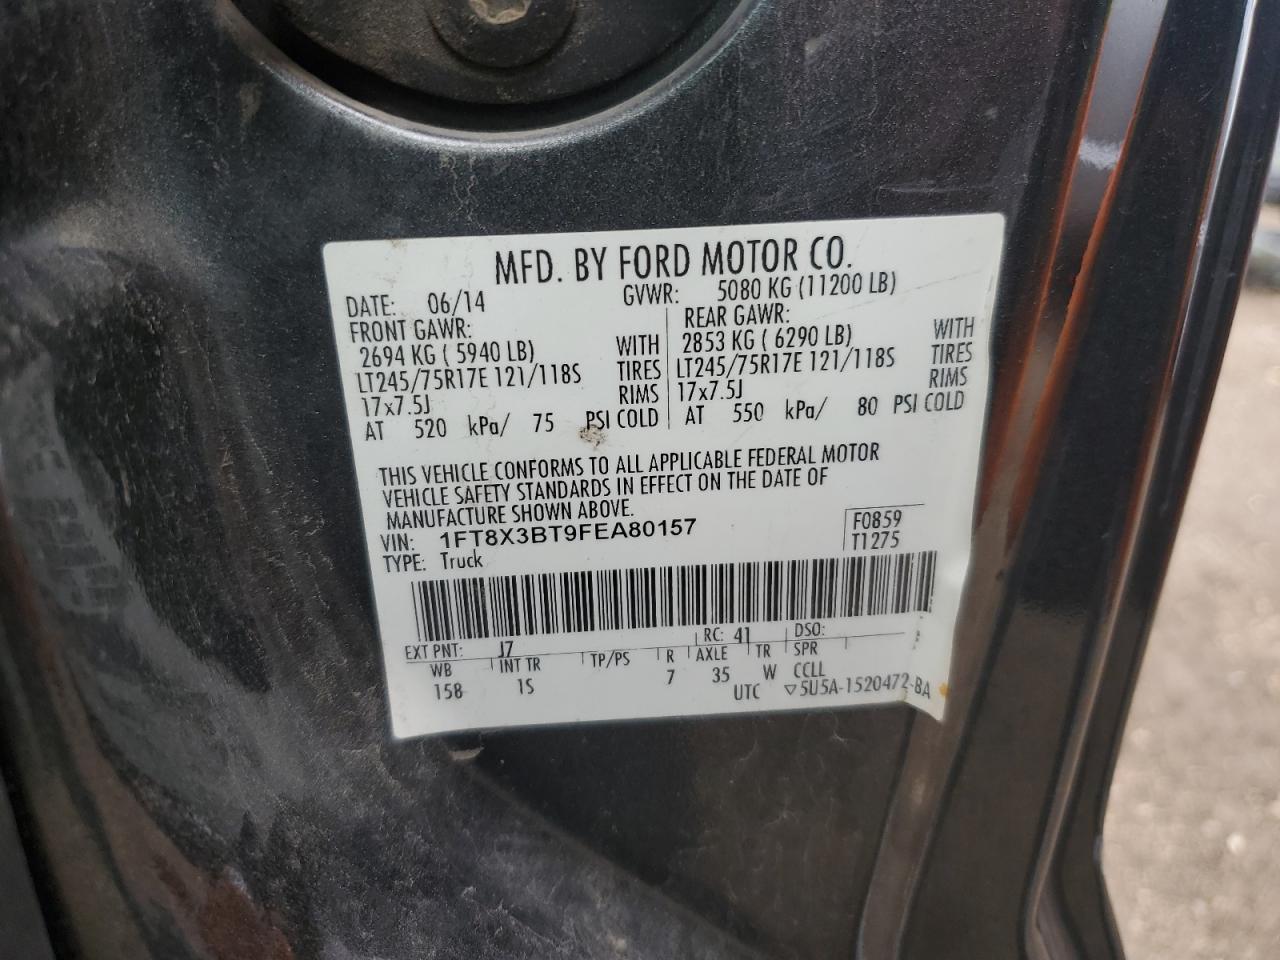 MFD. BY FORD MOTOR CO.
DATE: 06/14 GVWR: 5080 KG (11200 LB)
FRONT GAWR: REAR GAWR:
2694 KG ( 5940 LB) WITH 2853 KG ( 6290 LB) WITH
LT245/75R17E 121/118S TIRES LT245/75R17E 121/118S TIRES
17x7.5J RIMS 17x7.5J RIMS
AT 520 kPa/ 75 PSI COLD AT 550 kPa/ 80 PSI COLD
THIS VEHICLE CONFORMS TO ALL APPLICABLE FEDERAL MOTOR
VEHICLE SAFETY STANDARDS IN EFFECT ON THE DATE OF
MANUFACTURE SHOWN ABOVE.
VIN: 1FT8X3BT9FEA80157 F0859
TYPE: Truck T1275
EXT PNT: J7 RC: 41 DSO:
WB INT TR TP/PS R AXLE TR SPR
158 1S 7 35 W CCLL
UTC ▽5U5A-1520472-BA